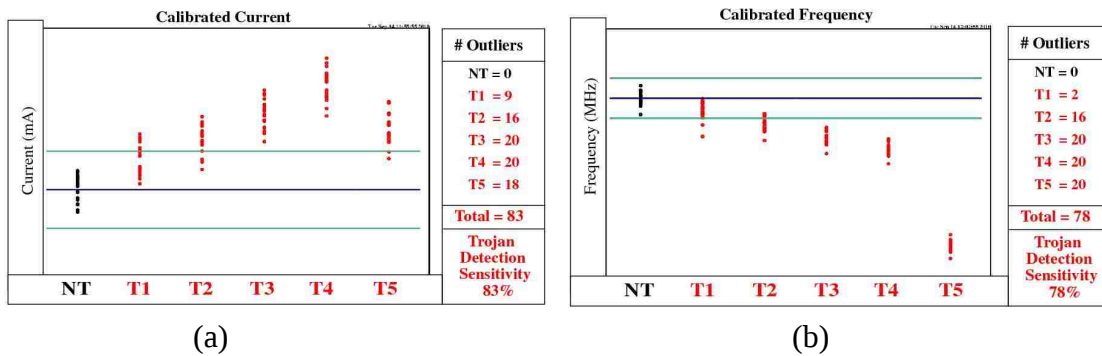 Calibrated Current
Current (mA)
# Outliers
NT = 0
T1 = 9
T2 = 16
T3 = 20
T4 = 20
T5 = 18
Total = 83
Trojan
Detection
Sensitivity
83%
NT T1 T2 T3 T4 T5
(a)
Calibrated Frequency
Frequency (MHz)
# Outliers
NT = 0
T1 = 2
T2 = 16
T3 = 20
T4 = 20
T5 = 20
Total = 78
Trojan
Detection
Sensitivity
78%
NT T1 T2 T3 T4 T5
(b)